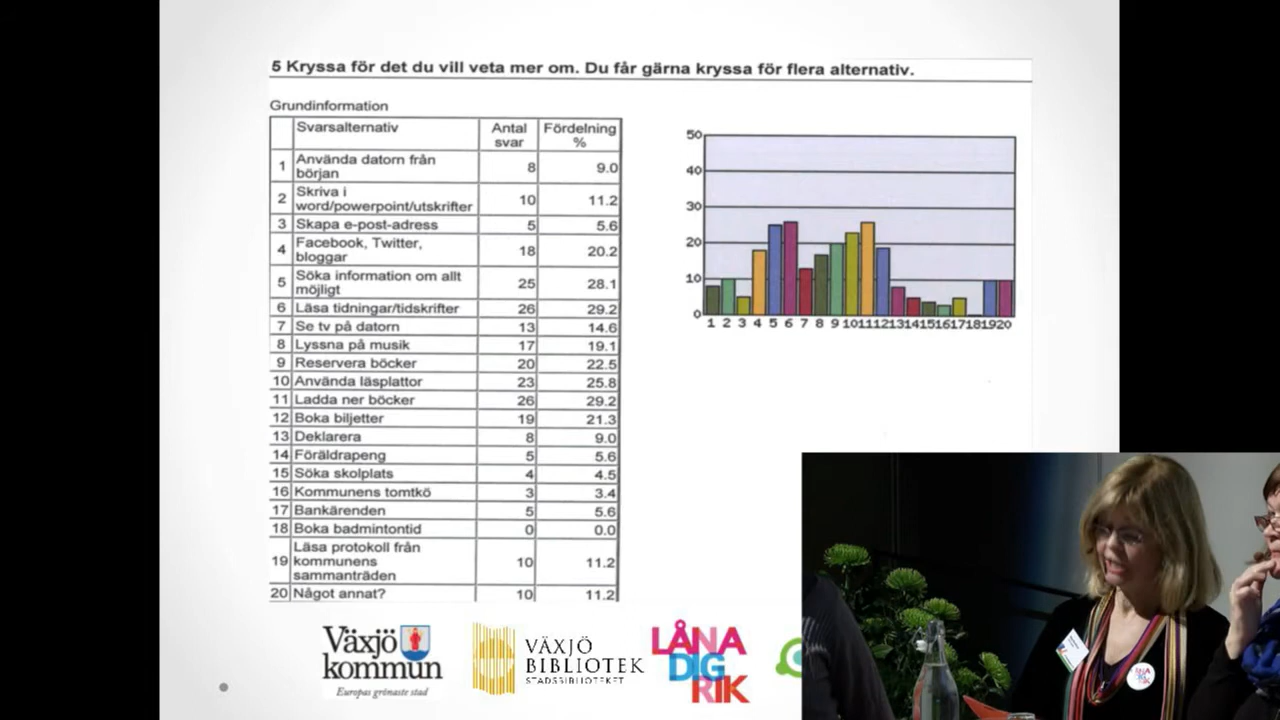 5 Kryssa för det du vill veta mer om. Du får gärna kryssa för flera alternativ.
Grundinformation
Svarsalternativ Antal svar Fördelning %
1 Använda datorn från början 8 9.0
2 Skriva i word/powerpoint/utskrifter 10 11.2
3 Skapa e-post-adress 5 5.6
4 Facebook, Twitter, bloggar 18 20.2
5 Söka information om allt möjligt 25 28.1
6 Läsa tidningar/tidskrifter 26 29.2
7 Se tv på datorn 13 14.6
8 Lyssna på musik 17 19.1
9 Reservera böcker 20 22.5
10 Använda läsplattor 23 25.8
11 Ladda ner böcker 26 29.2
12 Boka biljetter 19 21.3
13 Deklarera 8 9.0
14 Föräldrapeng 5 5.6
15 Söka skolplats 4 4.5
16 Kommunens tomtkö 3 3.4
17 Bankärenden 5 5.6
18 Boka badmintontid 0 0.0
19 Läsa protokoll från kommunens sammanträden 10 11.2
20 Något annat? 10 11.2
50
40
30
20
10
0
1 2 3 4 5 6 7 8 9 10 11 12 13 14 15 16 17 18 19 20
Växjö
kommun
Europas grönaste stad
VÄXJÖ
BIBLIOTEK
STADSBIBLIOTEKET
LÅNA
DIG
RIK
LÅNA
DIG
RIK